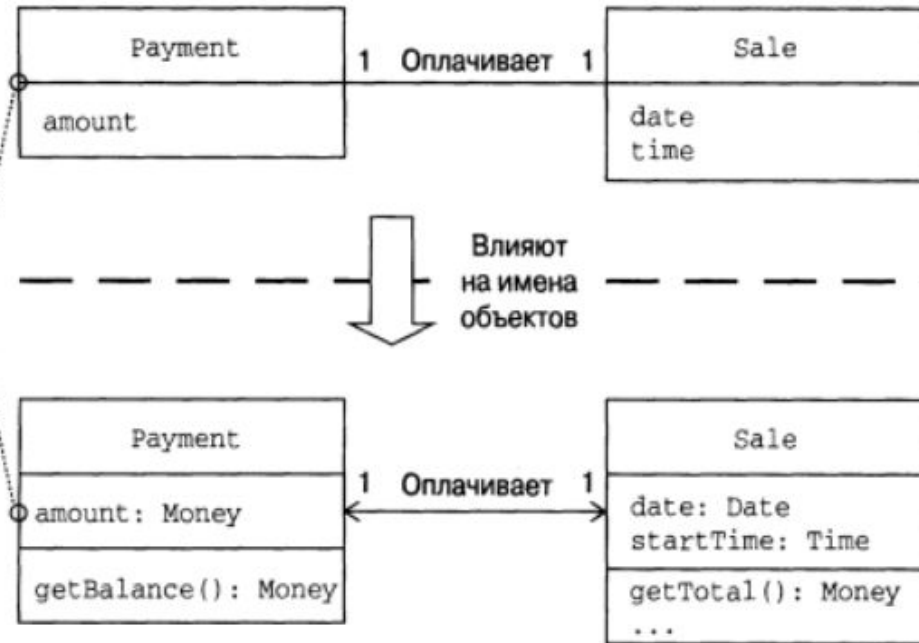 Payment
1 Оплачивает 1
Sale
amount
date
time
Влияют
на имена
объектов
Payment
1 Оплачивает 1
Sale
amount: Money
date: Date
startTime: Time
getBalance(): Money
getTotal(): Money
...